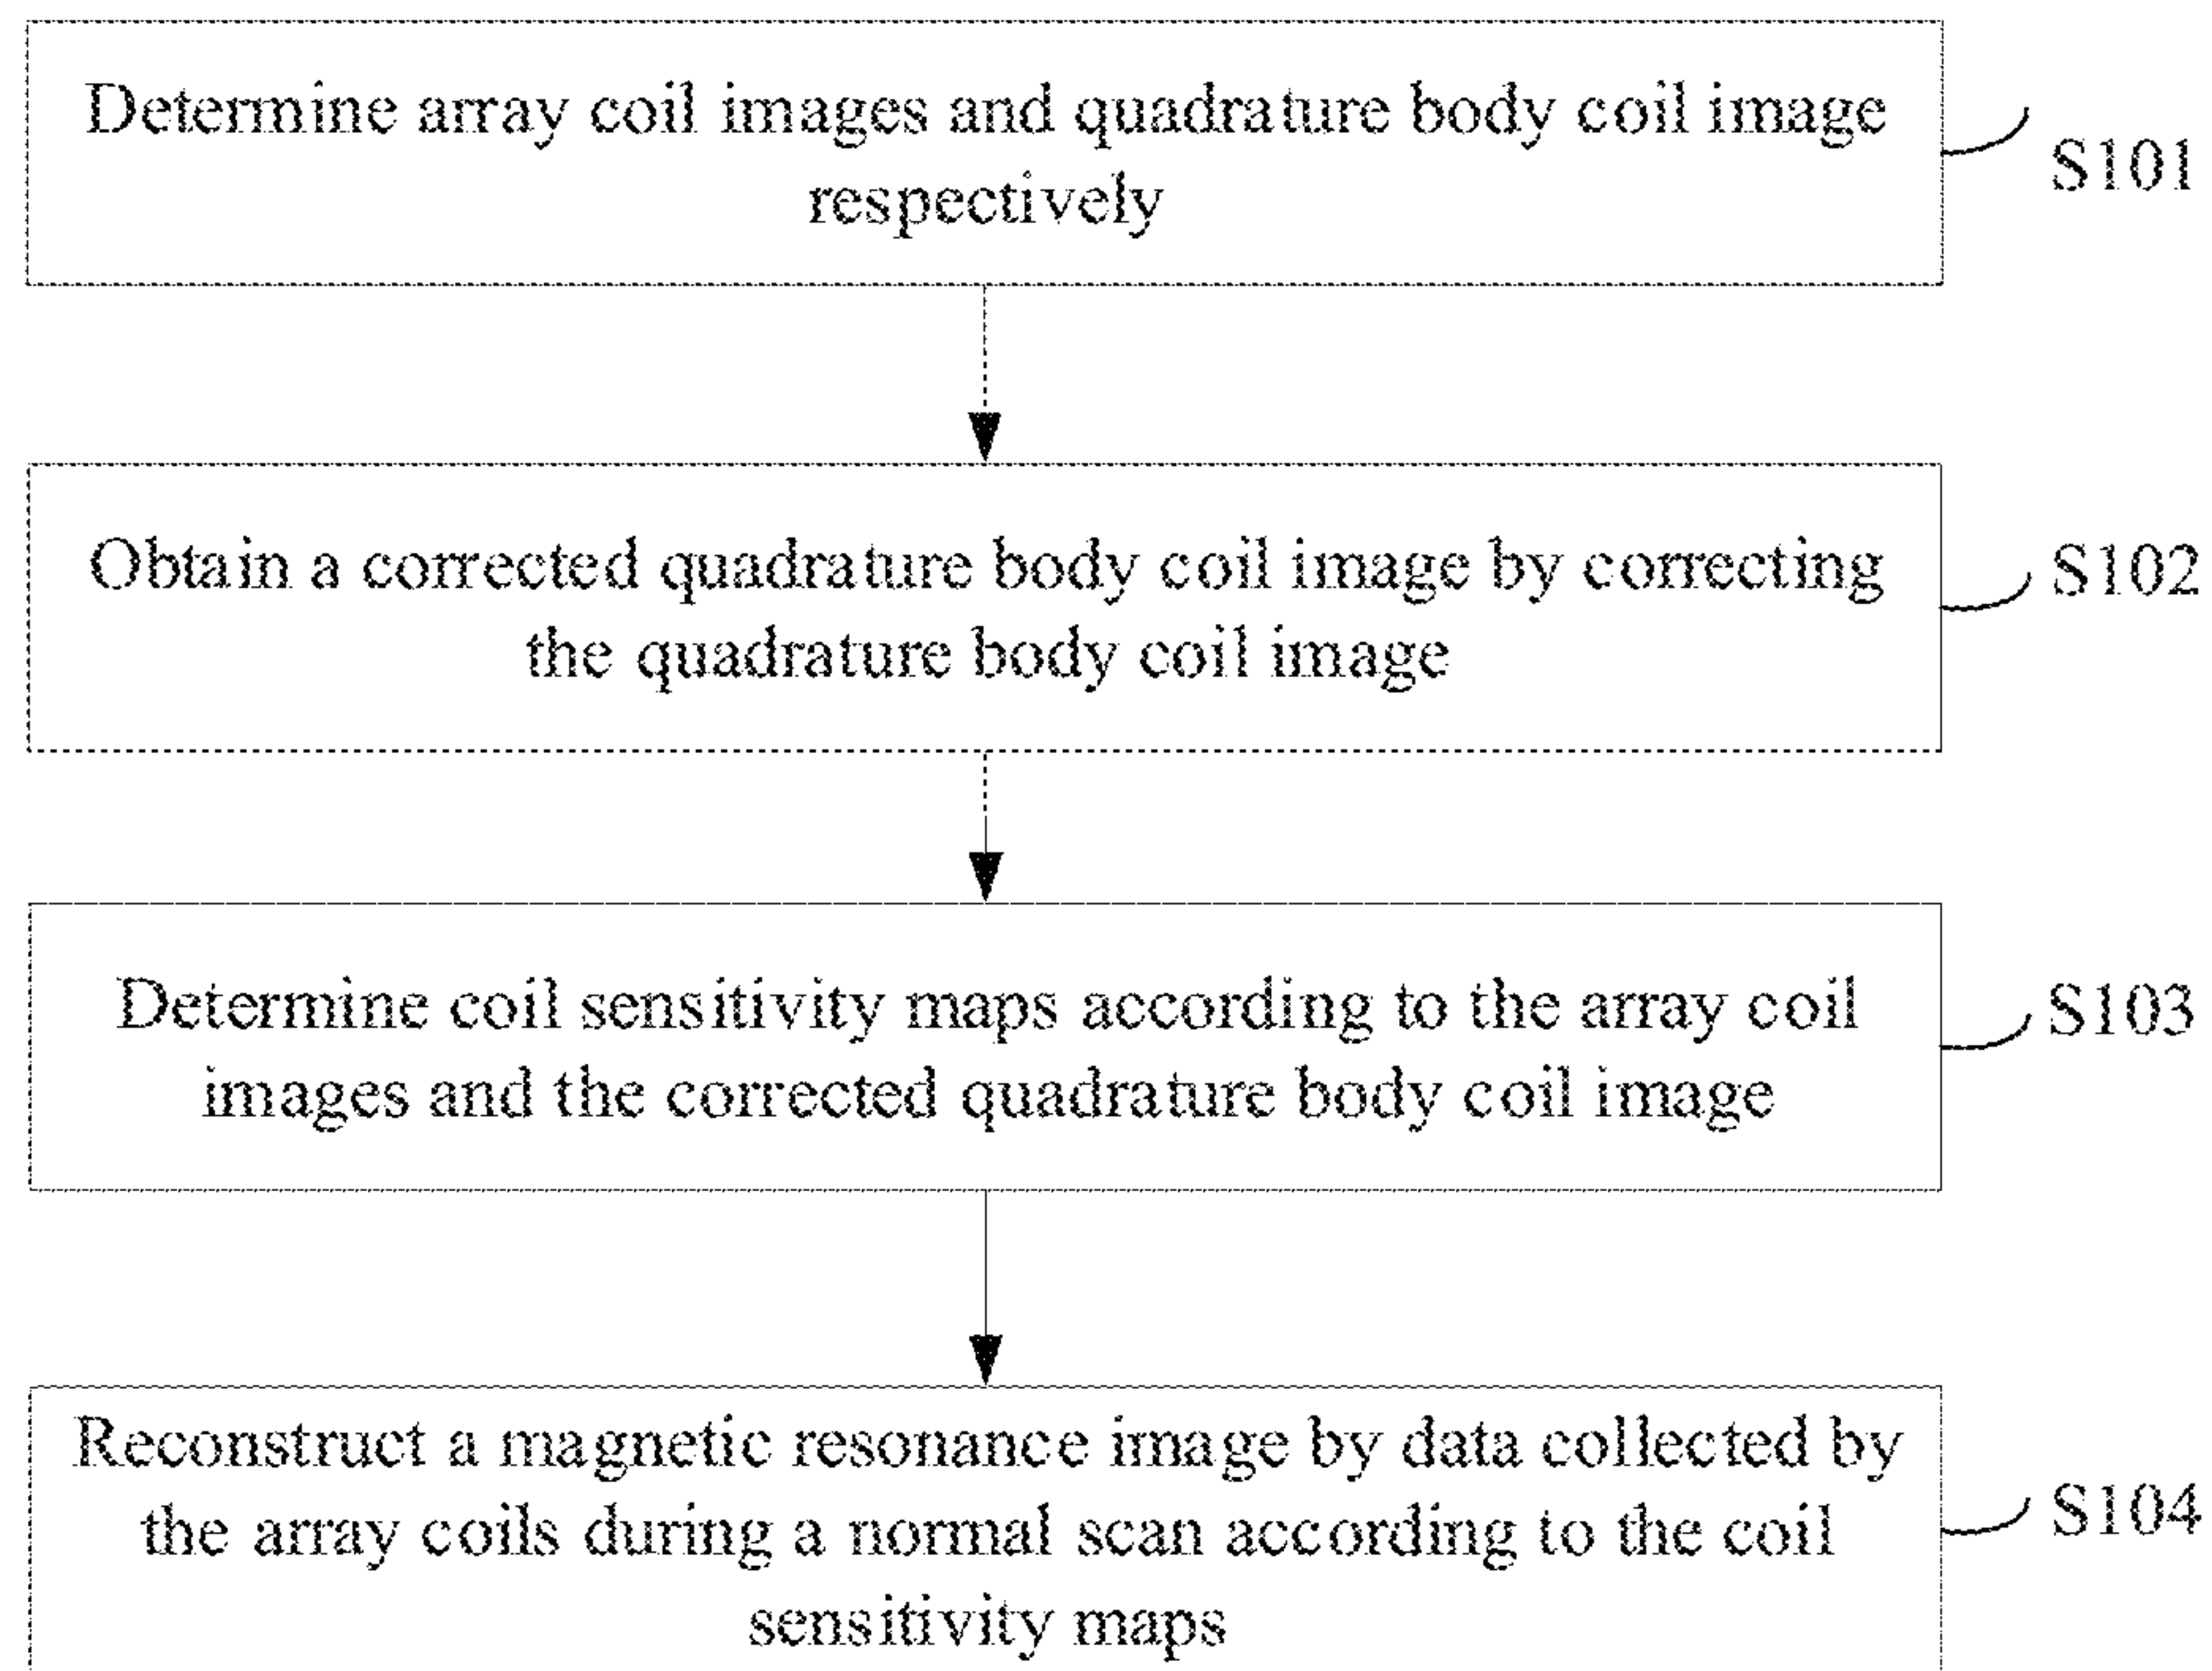 Determine array coil images and quadrature body coil image
respectively
S101
Obtain a corrected quadrature body coil image by correcting
the quadrature body coil image
S102
Determine coil sensitivity maps according to the array coil
images and the corrected quadrature body coil image
S103
Reconstruct a magnetic resonance image by data collected by
the array coils during a normal scan according to the coil
sensitivity maps
S104